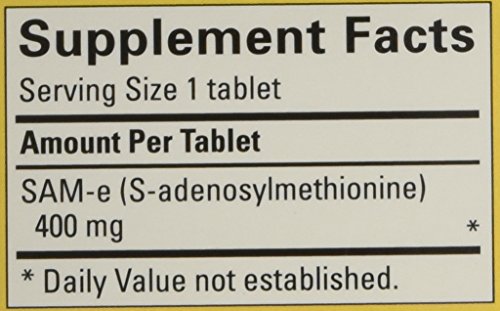 Supplement Facts
Serving Size 1 tablet
Amount Per Tablet
SAM-e (S-adenosylmethionine)
400 mg *
* Daily Value not established.